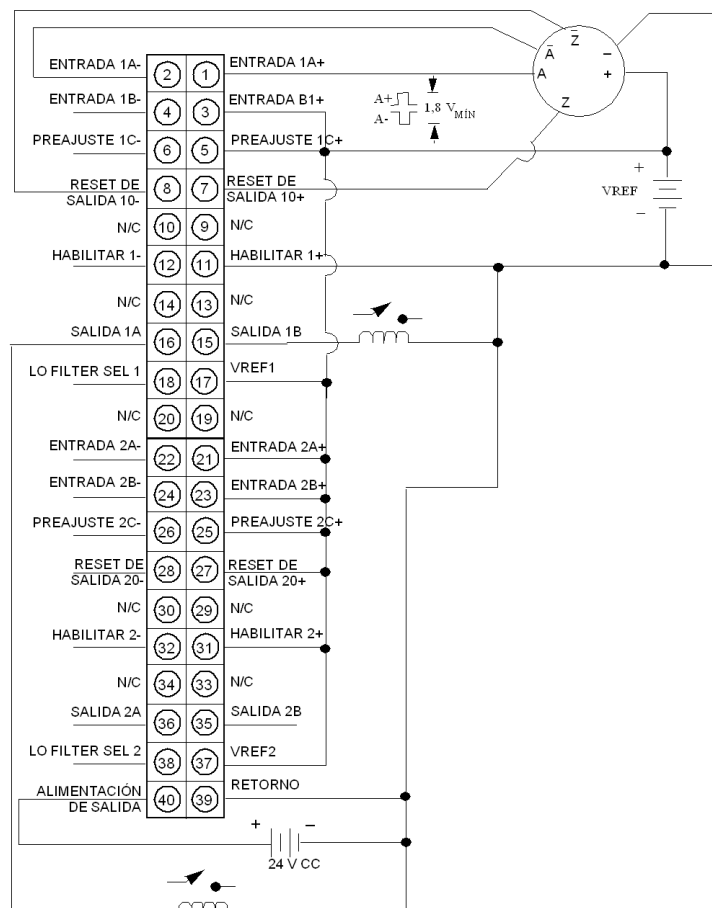 Z̄
Ā
−
A
+
Z
ENTRADA 1A-
2
1
ENTRADA 1A+
A+
A-
1,8 VMÍN
ENTRADA 1B-
4
3
ENTRADA B1+
PREAJUSTE 1C-
6
5
PREAJUSTE 1C+
RESET DE
SALIDA 10-
8
7
RESET DE
SALIDA 10+
+
VREF
−
N/C
10
9
N/C
HABILITAR 1-
12
11
HABILITAR 1+
N/C
14
13
N/C
SALIDA 1A
16
15
SALIDA 1B
LO FILTER SEL 1
18
17
VREF1
N/C
20
19
N/C
ENTRADA 2A-
22
21
ENTRADA 2A+
ENTRADA 2B-
24
23
ENTRADA 2B+
PREAJUSTE 2C-
26
25
PREAJUSTE 2C+
RESET DE
SALIDA 20-
28
27
RESET DE
SALIDA 20+
N/C
30
29
N/C
HABILITAR 2-
32
31
HABILITAR 2+
N/C
34
33
N/C
SALIDA 2A
36
35
SALIDA 2B
LO FILTER SEL 2
38
37
VREF2
ALIMENTACIÓN
DE SALIDA
40
39
RETORNO
+ −
24 V CC